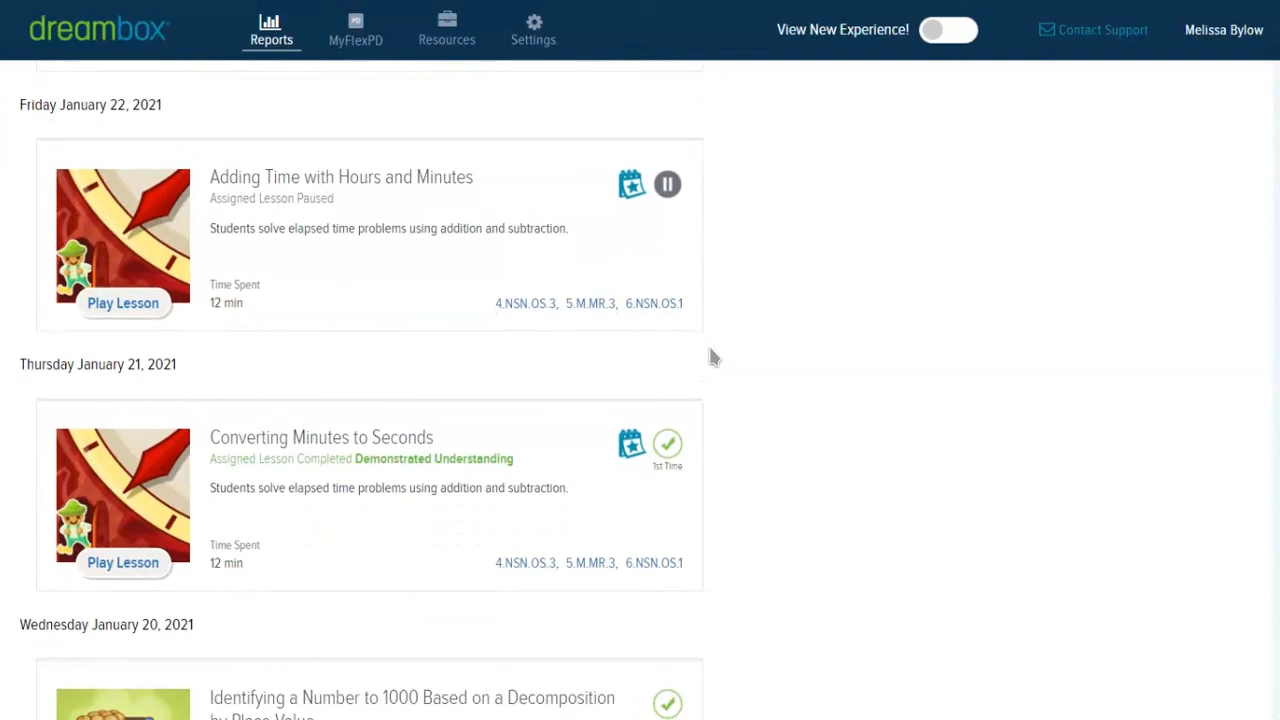 dreambox
Reports
PD
MyFlexPD
Resources
Settings
View New Experience!
Contact Support
Melissa Bylow
Friday January 22, 2021
Adding Time with Hours and Minutes
Assigned Lesson Paused
Students solve elapsed time problems using addition and subtraction.
Time Spent
12 min
Play Lesson
4.NSN.OS.3, 5.M.MR.3, 6.NSN.OS.1
Thursday January 21, 2021
Converting Minutes to Seconds
Assigned Lesson Completed Demonstrated Understanding
1st Time
Students solve elapsed time problems using addition and subtraction.
Time Spent
12 min
Play Lesson
4.NSN.OS.3, 5.M.MR.3, 6.NSN.OS.1
Wednesday January 20, 2021
Identifying a Number to 1000 Based on a Decomposition
by Place Value